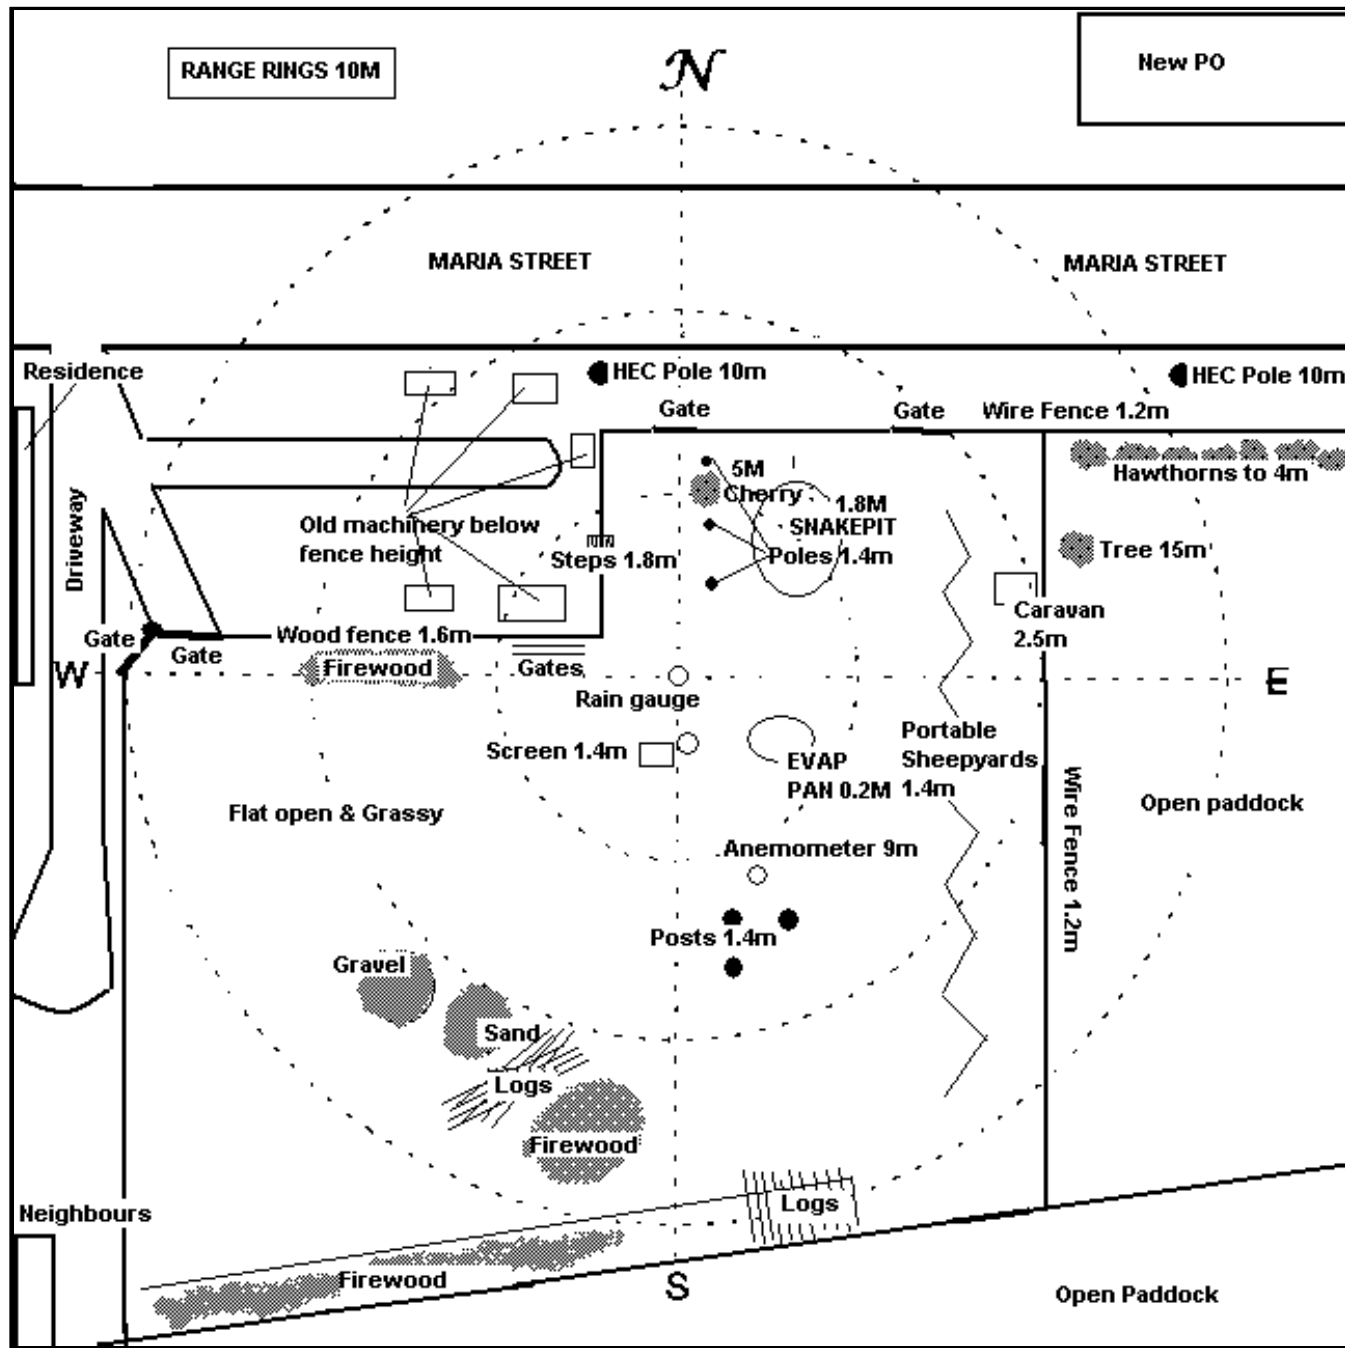 N
RANGE RINGS 10M
New PO
MARIA STREET
MARIA STREET
Residence
HEC Pole 10m
HEC Pole 10m
Gate
Gate
Wire Fence 1.2m
5M
Cherry
Hawthorns to 4m
1.8M
SNAKEPIT
Old machinery below
fence height
Steps 1.8m
Poles 1.4m
Tree 15m
Driveway
Caravan
2.5m
Gate
Wood fence 1.6m
Gate
W
Firewood
Gates
E
Rain gauge
Screen 1.4m
Portable
Sheepyards
1.4m
EVAP
PAN 0.2M
Wire Fence 1.2m
Open paddock
Flat open & Grassy
Anemometer 9m
Posts 1.4m
Gravel
Sand
Logs
Firewood
Logs
Neighbours
Firewood
S
Open Paddock